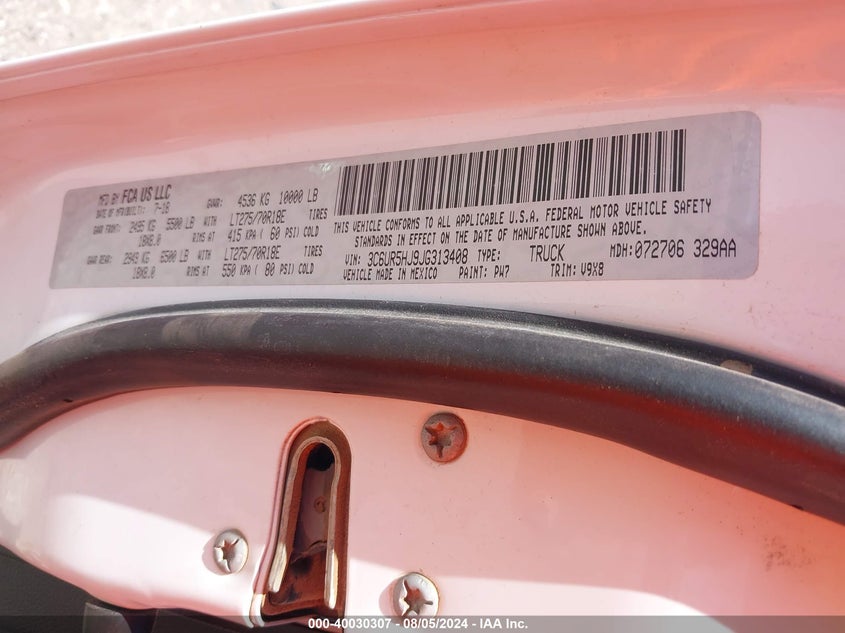 MFD BY FCA US LLC
DATE OF MFR(BUILT): 7-18 GVWR: 4536 KG 10000 LB
GAWR FRONT: 2495 KG 5500 LB WITH LT275/70R18E TIRES
18X8.0 RIMS AT 415 KPA ( 60 PSI) COLD
GAWR REAR: 2949 KG 6500 LB WITH LT275/70R18E TIRES
18X8.0 RIMS AT 550 KPA ( 80 PSI) COLD
THIS VEHICLE CONFORMS TO ALL APPLICABLE U.S.A. FEDERAL MOTOR VEHICLE SAFETY
STANDARDS IN EFFECT ON THE DATE OF MANUFACTURE SHOWN ABOVE.
VIN: 3C6UR5HJ9JG313408 TYPE: TRUCK MDH:072706 329AA
VEHICLE MADE IN MEXICO PAINT: PW7 TRIM: V9X8
000-40030307 - 08/05/2024 - IAA Inc.